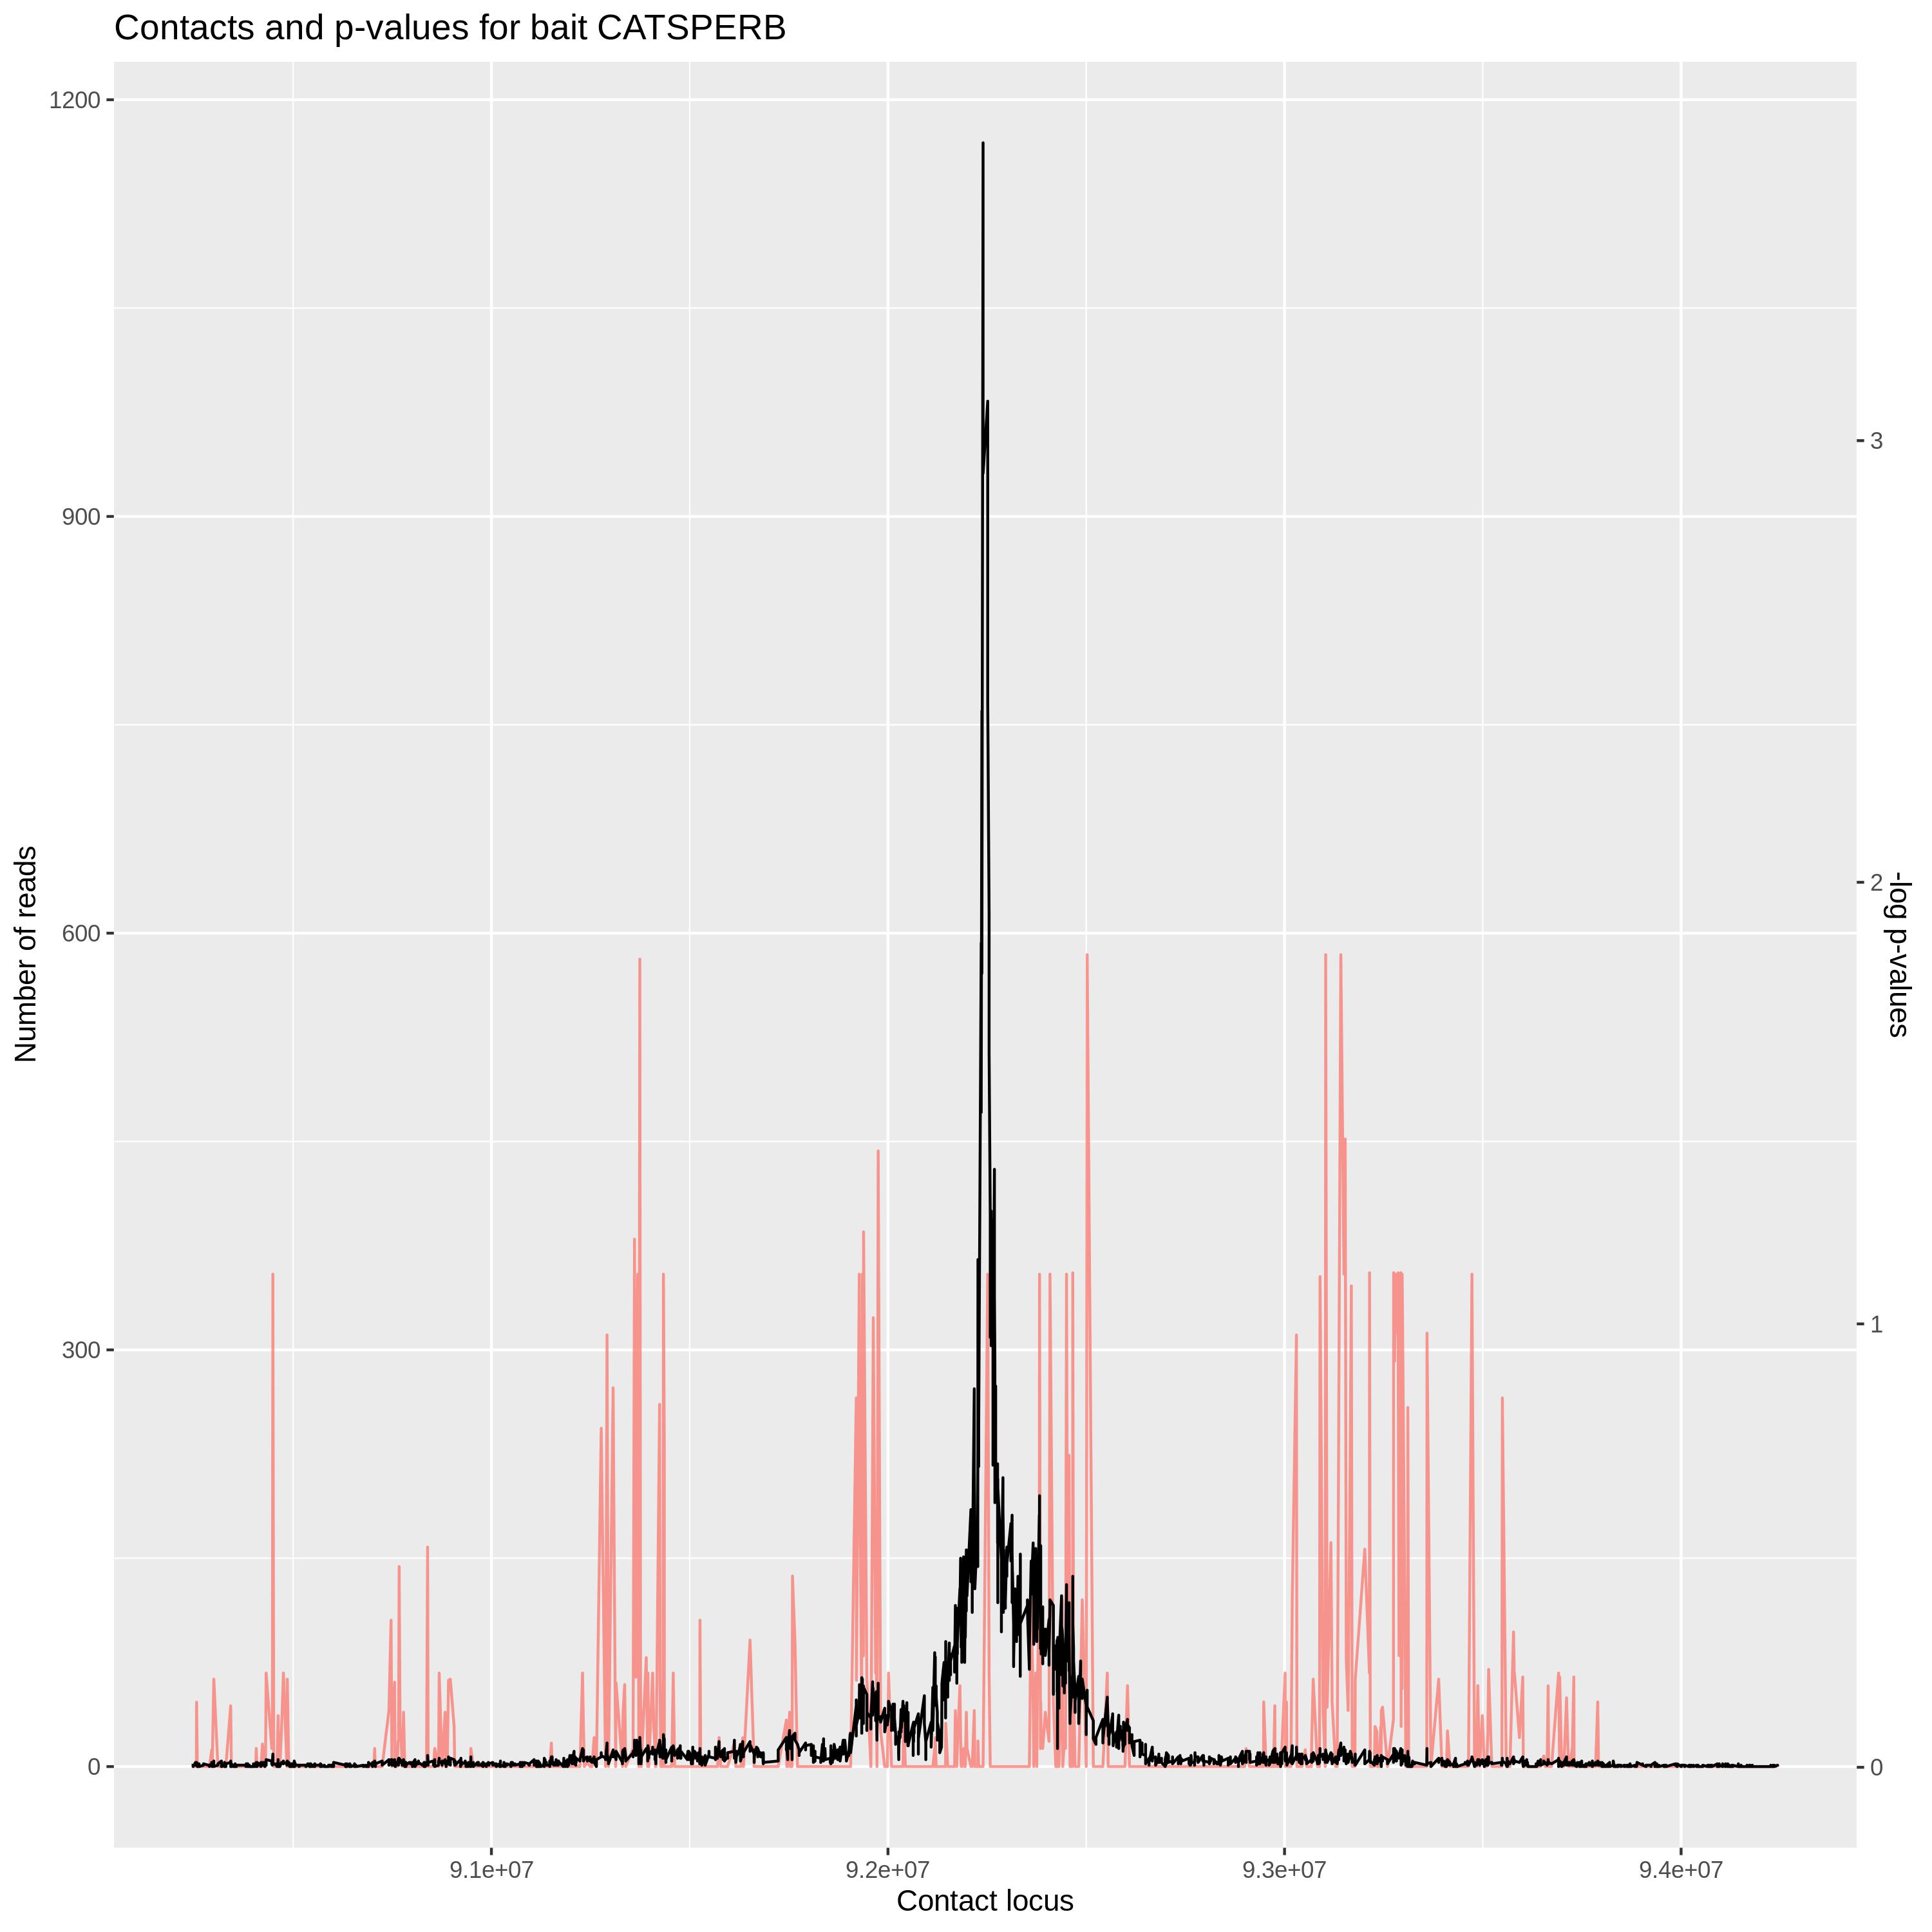 Contacts and p-values for bait CATSPERB
1200
900
600
300
0
Number of reads
3
2
1
0
-log p-values
9.1e+07 9.2e+07 9.3e+07 9.4e+07
Contact locus